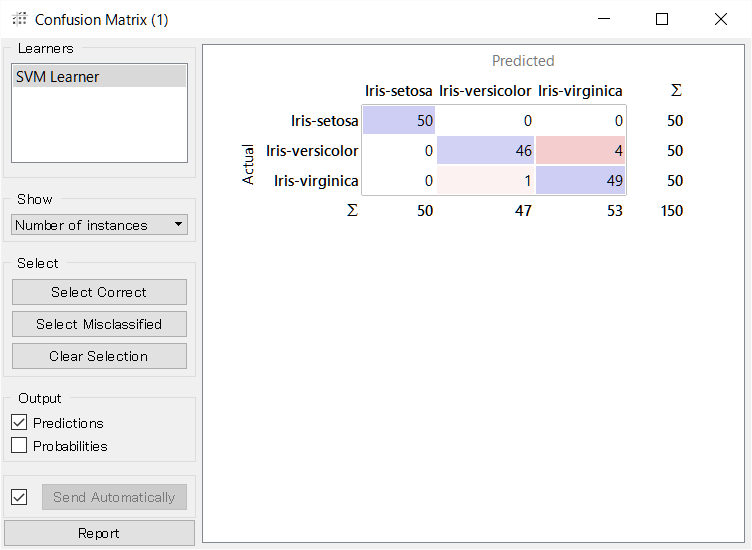 Confusion Matrix (1)
Learners
SVM Learner
Show
Number of instances
Select
Select Correct
Select Misclassified
Clear Selection
Output
Predictions
Probabilities
Send Automatically
Report
Predicted
Iris-setosa Iris-versicolor Iris-virginica Σ
Actual
Iris-setosa 50 0 0 50
Iris-versicolor 0 46 4 50
Iris-virginica 0 1 49 50
Σ 50 47 53 150